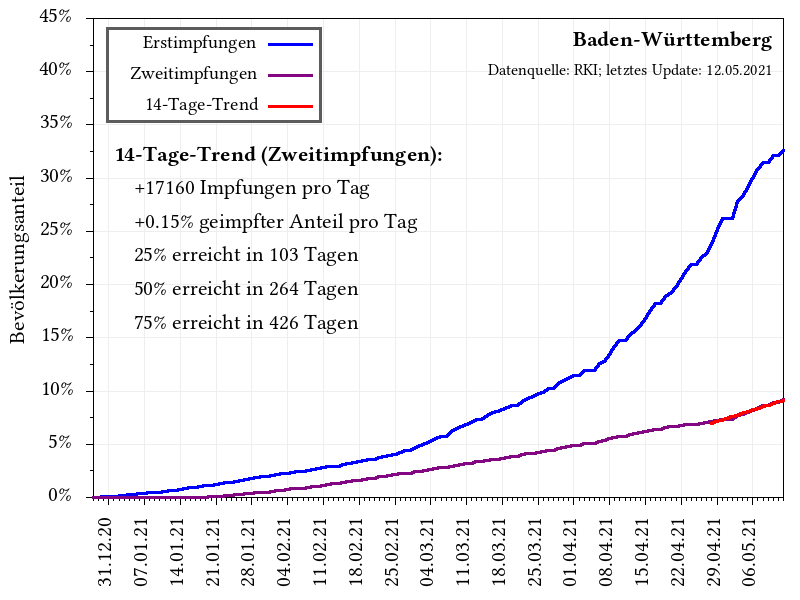 45%
40%
35%
30%
25%
20%
15%
10%
5%
0%
Bevölkerungsanteil
Erstimpfungen
Zweitimpfungen
14-Tage-Trend
Baden-Württemberg
Datenquelle: RKI; letztes Update: 12.05.2021
14-Tage-Trend (Zweitimpfungen):
+17160 Impfungen pro Tag
+0.15% geimpfter Anteil pro Tag
25% erreicht in 103 Tagen
50% erreicht in 264 Tagen
75% erreicht in 426 Tagen
31.12.20
07.01.21
14.01.21
21.01.21
28.01.21
04.02.21
11.02.21
18.02.21
25.02.21
04.03.21
11.03.21
18.03.21
25.03.21
01.04.21
08.04.21
15.04.21
22.04.21
29.04.21
06.05.21